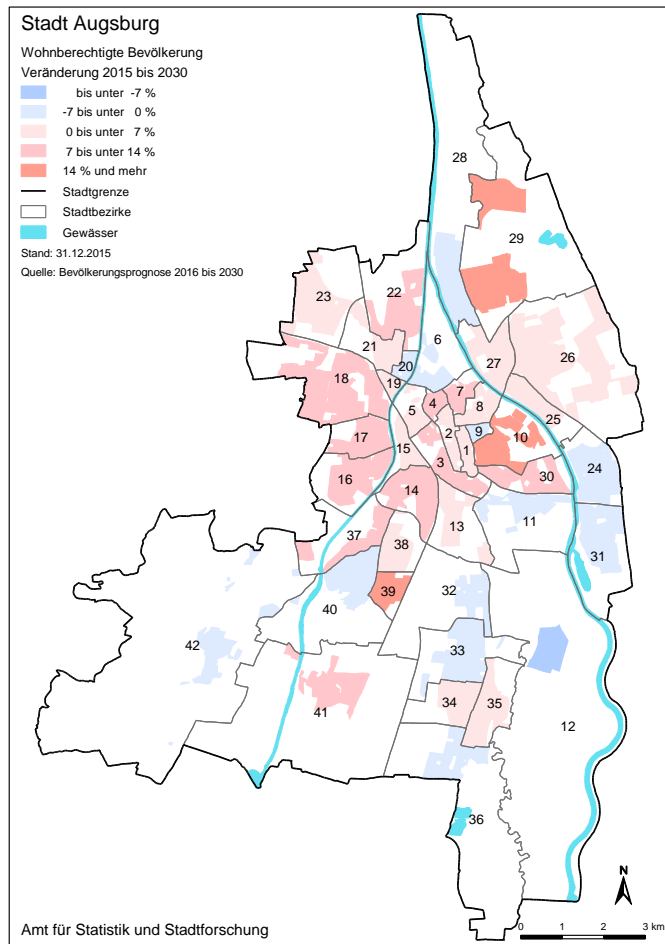 Stadt Augsburg
Wohnberechtigte Bevölkerung
Veränderung 2015 bis 2030
bis unter -7 %
-7 bis unter 0 %
0 bis unter 7 %
7 bis unter 14 %
14 % und mehr
Stadtgrenze
Stadtbezirke
Gewässer
Stand: 31.12.2015
Quelle: Bevölkerungsprognose 2016 bis 2030
28
29
23
22
6
21
20
27
26
18
19
7
4
5
8
25
2
9
10
17
15
1
3
24
16
14
30
11
13
37
38
31
39
32
40
42
33
34
35
41
12
36
N
Amt für Statistik und Stadtforschung
0 1 2 3 km